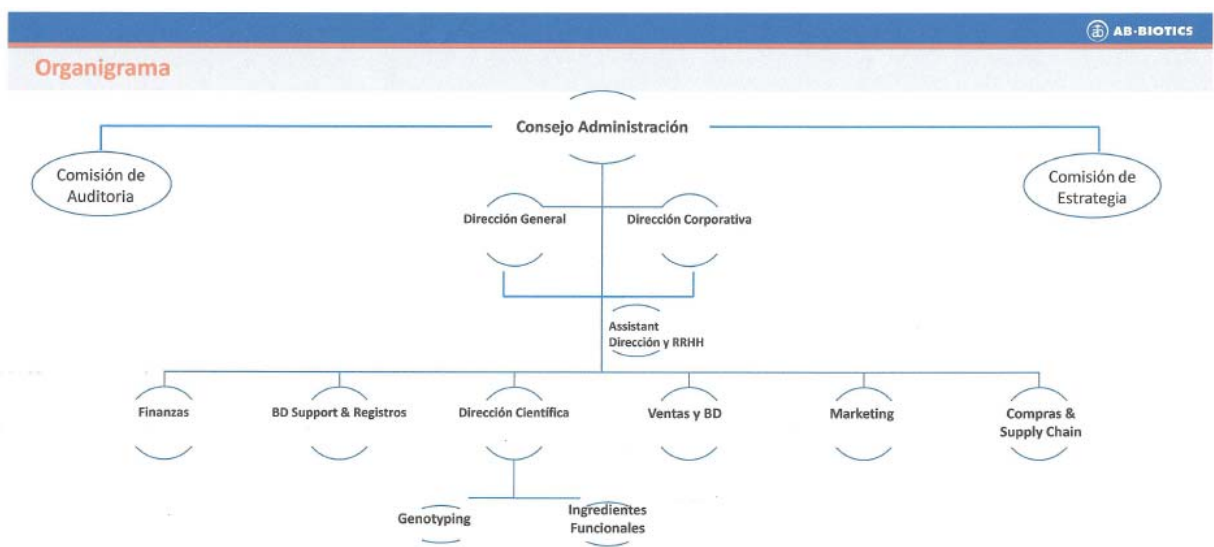 AB-BIOTICS
Organigrama
Consejo Administración
Comisión de
Auditoria
Comisión de
Estrategia
Dirección General
Dirección Corporativa
Assistant
Dirección y RRHH
Finanzas
BD Support & Registros
Dirección Científica
Ventas y BD
Marketing
Compras &
Supply Chain
Genotyping
Ingredientes
Funcionales